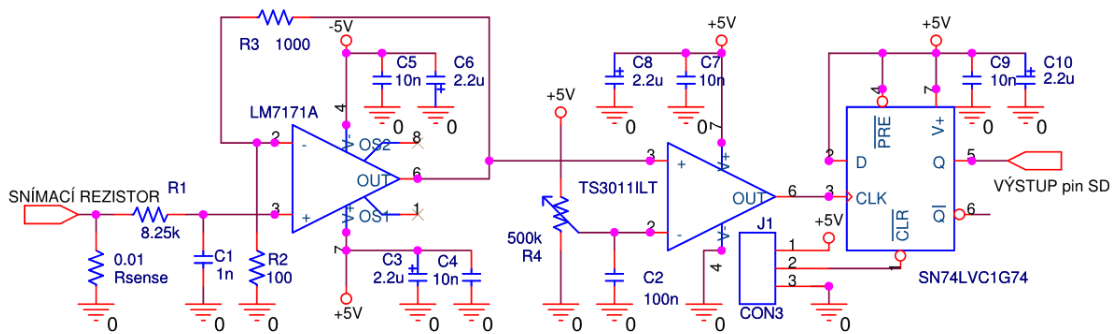 R3 1000
-5V
C5
10n
C6
2.2u
0 0
LM7171A
4
V-
OS2
8
2
-
OUT
6
3
+
OS1
1
V+
7
SNÍMACÍ REZISTOR
R1
8.25k
0.01
Rsense
0
C1
1n
0
R2
100
0
C3
2.2u
C4
10n
0 0
+5V
+5V
C8
2.2u
C7
10n
0 0
+5V
500k
R4
0
C2
100n
0
TS3011ILT
7
V+
3
+
OUT
6
2
-
V-
4
0
J1
1
2
3
CON3
+5V
0
+5V
C9
10n
C10
2.2u
0 0
4
PRE
7
V+
2
D
Q
5
3
CLK
Q
6
CLR
1
SN74LVC1G74
VÝSTUP pin SD